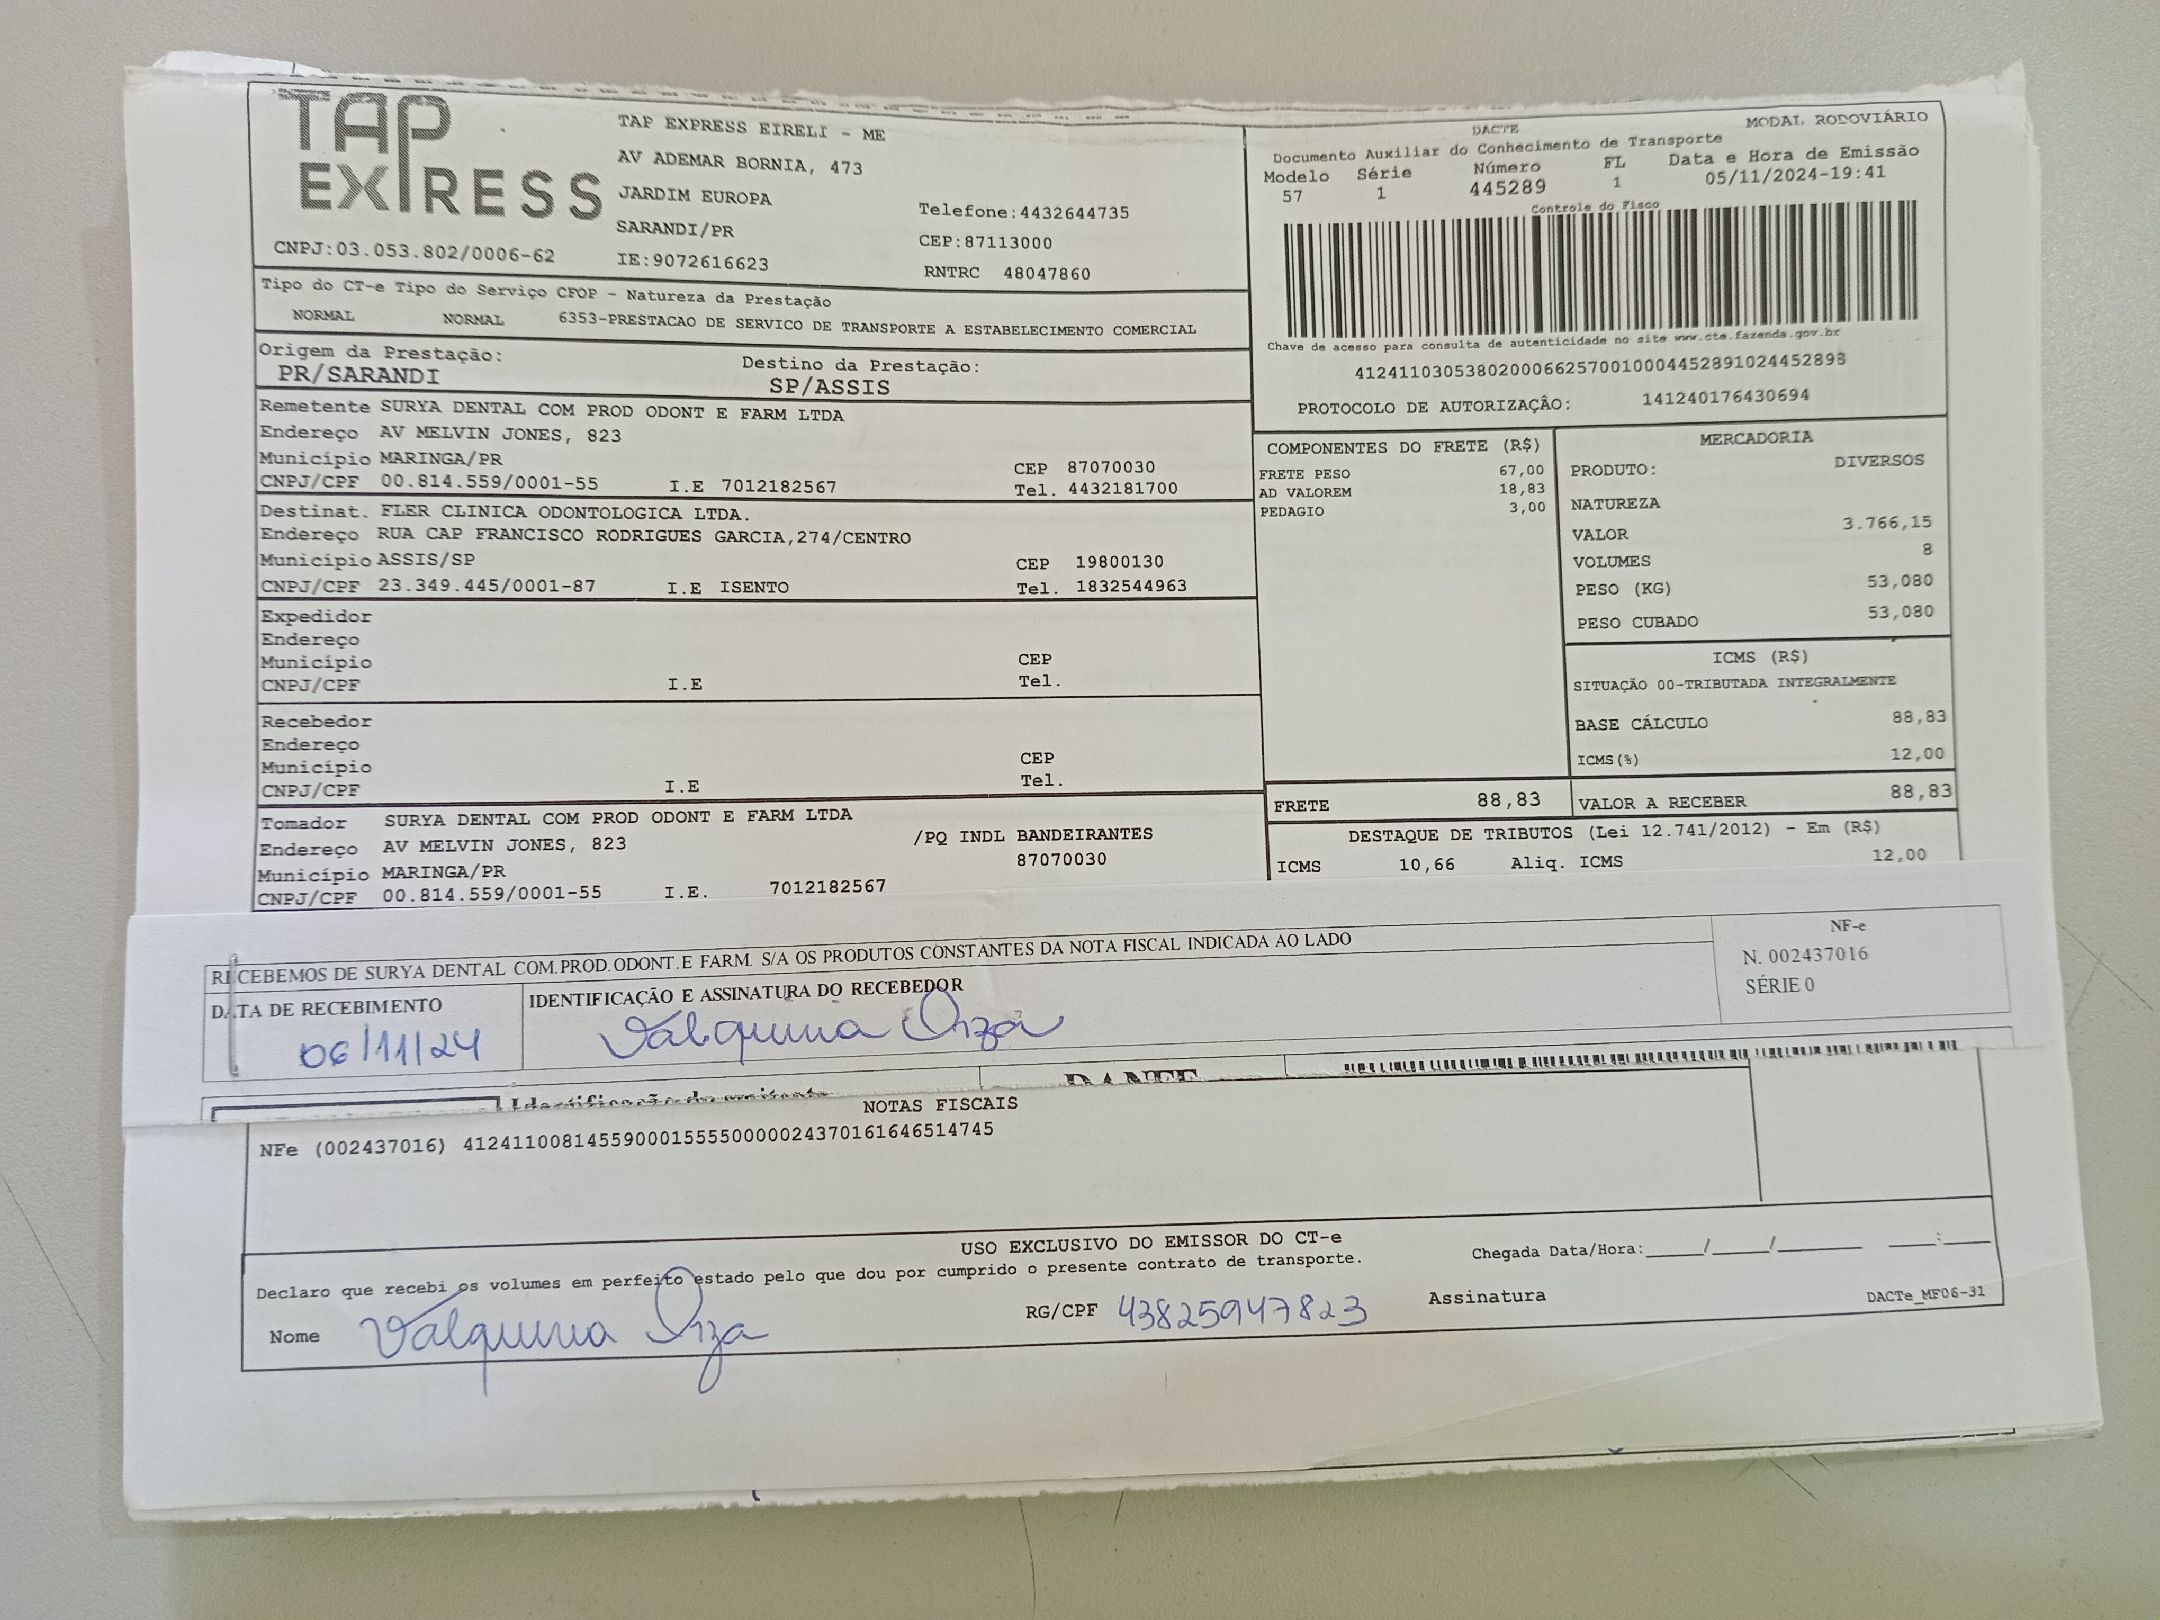 TAP EXPRESS
TAP EXPRESS EIRELI - ME
AV ADEMAR BORNIA, 473
JARDIM EUROPA
SARANDI/PR
IE:9072616623
Telefone:4432644735
CEP:87113000
RNTRC 48047860
CNPJ:03.053.802/0006-62
DACTE
MODAL RODOVIÁRIO
Documento Auxiliar do Conhecimento de Transporte
Modelo Série Número FL Data e Hora de Emissão
57 1 445289 1 05/11/2024-19:41
Controle do Fisco
Chave de acesso para consulta de autenticidade no site www.cte.fazenda.gov.br
41241103053802000662570010004452891024452898
PROTOCOLO DE AUTORIZAÇÂO: 141240176430694
Tipo do CT-e Tipo do Serviço CFOP - Natureza da Prestação
NORMAL NORMAL 6353-PRESTACAO DE SERVICO DE TRANSPORTE A ESTABELECIMENTO COMERCIAL
Origem da Prestação: Destino da Prestação:
PR/SARANDI SP/ASSIS
Remetente SURYA DENTAL COM PROD ODONT E FARM LTDA
Endereço AV MELVIN JONES, 823
Município MARINGA/PR CEP 87070030
CNPJ/CPF 00.814.559/0001-55 I.E 7012182567 Tel. 4432181700
Destinat. FLER CLINICA ODONTOLOGICA LTDA.
Endereço RUA CAP FRANCISCO RODRIGUES GARCIA,274/CENTRO
Município ASSIS/SP CEP 19800130
CNPJ/CPF 23.349.445/0001-87 I.E ISENTO Tel. 1832544963
Expedidor
Endereço
Município CEP
CNPJ/CPF I.E Tel.
Recebedor
Endereço
Município CEP
CNPJ/CPF I.E Tel.
Tomador SURYA DENTAL COM PROD ODONT E FARM LTDA
Endereço AV MELVIN JONES, 823 /PQ INDL BANDEIRANTES
Município MARINGA/PR 87070030
CNPJ/CPF 00.814.559/0001-55 I.E. 7012182567
COMPONENTES DO FRETE (R$)
FRETE PESO 67,00
AD VALOREM 18,83
PEDAGIO 3,00
MERCADORIA
PRODUTO: DIVERSOS
NATUREZA
VALOR 3.766,15
VOLUMES 8
PESO (KG) 53,080
PESO CUBADO 53,080
ICMS (R$)
SITUAÇÃO 00-TRIBUTADA INTEGRALMENTE
BASE CÁLCULO 88,83
ICMS(%) 12,00
FRETE 88,83 VALOR A RECEBER 88,83
DESTAQUE DE TRIBUTOS (Lei 12.741/2012) - Em (R$)
ICMS 10,66 Aliq. ICMS 12,00
RECEBEMOS DE SURYA DENTAL COM.PROD.ODONT.E FARM. S/A OS PRODUTOS CONSTANTES DA NOTA FISCAL INDICADA AO LADO
NF-e
N. 002437016
SÉRIE 0
DATA DE RECEBIMENTO IDENTIFICAÇÃO E ASSINATURA DO RECEBEDOR
06/11/24 Valquiria Diza
Identificação do emitente DANFE
NOTAS FISCAIS
NFe (002437016) 41241100814559000155550000024370161646514745
USO EXCLUSIVO DO EMISSOR DO CT-e
Declaro que recebi os volumes em perfeito estado pelo que dou por cumprido o presente contrato de transporte.
Chegada Data/Hora:____/____/______ ___:___
Nome Valquiria Diza RG/CPF 43825947823 Assinatura
DACTe_MF06-31